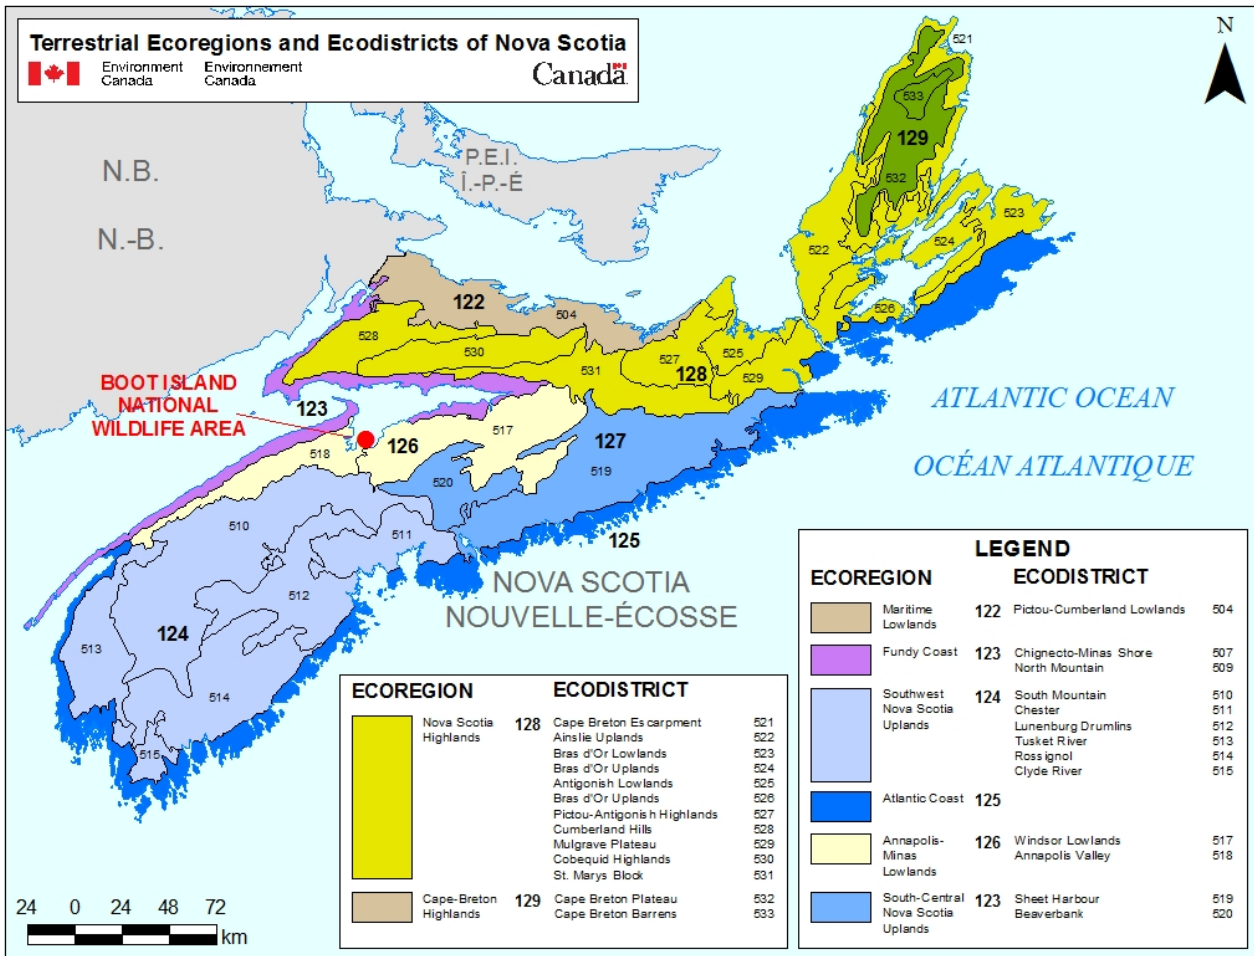 Terrestrial Ecoregions and Ecodistricts of Nova Scotia
Environment Canada
Environnement Canada
Canada
N
N.B.
N.-B.
P.E.I.
Î.-P.-É
521
533
129
532
523
522
524
526
122
504
528
530
531
527
525
128
529
BOOT ISLAND
NATIONAL
WILDLIFE AREA
123
126
517
518
127
519
520
ATLANTIC OCEAN
OCÉAN ATLANTIQUE
510
511
125
512
124
513
514
515
NOVA SCOTIA
NOUVELLE-ÉCOSSE
24 0 24 48 72
km
ECOREGION ECODISTRICT
Nova Scotia Highlands 128
Cape Breton Escarpment 521
Ainslie Uplands 522
Bras d'Or Lowlands 523
Bras d'Or Uplands 524
Antigonish Lowlands 525
Bras d'Or Uplands 526
Pictou-Antigonish Highlands 527
Cumberland Hills 528
Mulgrave Plateau 529
Cobequid Highlands 530
St. Marys Block 531
Cape-Breton Highlands 129
Cape Breton Plateau 532
Cape Breton Barrens 533
LEGEND
ECOREGION ECODISTRICT
Maritime Lowlands 122 Pictou-Cumberland Lowlands 504
Fundy Coast 123 Chignecto-Minas Shore 507
North Mountain 509
Southwest Nova Scotia Uplands 124
South Mountain 510
Chester 511
Lunenburg Drumlins 512
Tusket River 513
Rossignol 514
Clyde River 515
Atlantic Coast 125
Annapolis-Minas Lowlands 126
Windsor Lowlands 517
Annapolis Valley 518
South-Central Nova Scotia Uplands 123
Sheet Harbour 519
Beaverbank 520